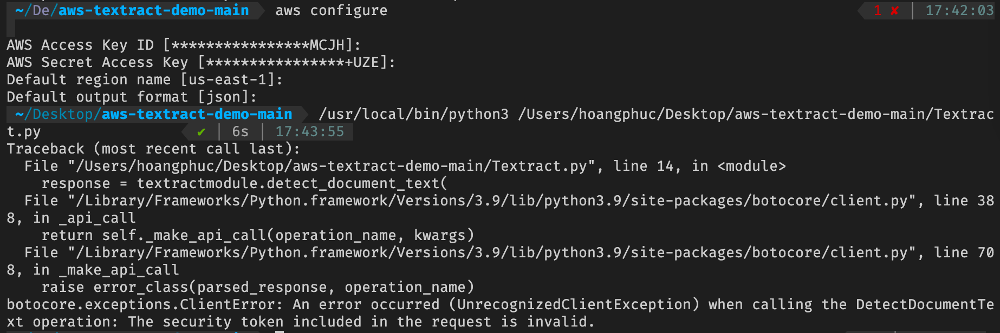 ~/De/aws-textract-demo-main aws configure 1 ✘ | 17:42:03
AWS Access Key ID [****************MCJH]:
AWS Secret Access Key [****************+UZE]:
Default region name [us-east-1]:
Default output format [json]:
~/Desktop/aws-textract-demo-main /usr/local/bin/python3 /Users/hoangphuc/Desktop/aws-textract-demo-main/Textrac
t.py ✔ | 6s | 17:43:55
Traceback (most recent call last):
File "/Users/hoangphuc/Desktop/aws-textract-demo-main/Textract.py", line 14, in <module>
response = textractmodule.detect_document_text(
File "/Library/Frameworks/Python.framework/Versions/3.9/lib/python3.9/site-packages/botocore/client.py", line 38
8, in _api_call
return self._make_api_call(operation_name, kwargs)
File "/Library/Frameworks/Python.framework/Versions/3.9/lib/python3.9/site-packages/botocore/client.py", line 70
8, in _make_api_call
raise error_class(parsed_response, operation_name)
botocore.exceptions.ClientError: An error occurred (UnrecognizedClientException) when calling the DetectDocumentTe
xt operation: The security token included in the request is invalid.